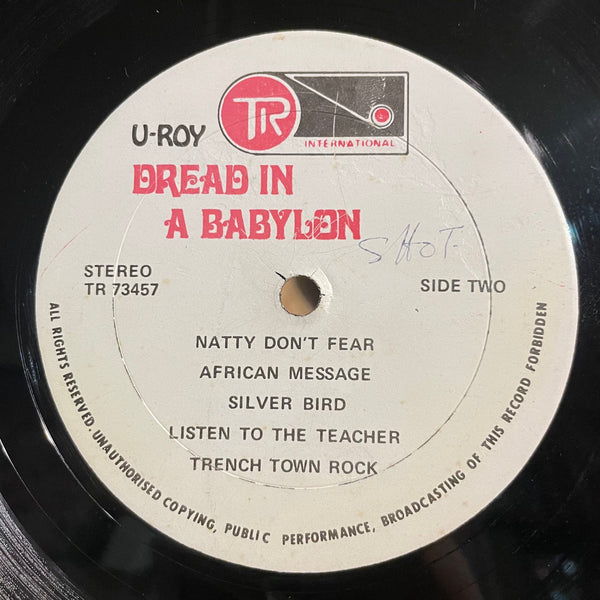 TR
INTERNATIONAL
U-ROY
DREAD IN
A BABYLON
SHOT.
STEREO
TR 73457
SIDE TWO
NATTY DON'T FEAR
AFRICAN MESSAGE
SILVER BIRD
LISTEN TO THE TEACHER
TRENCH TOWN ROCK
ALL RIGHTS RESERVED. UNAUTHORISED COPYING, PUBLIC PERFORMANCE, BROADCASTING OF THIS RECORD FORBIDDEN